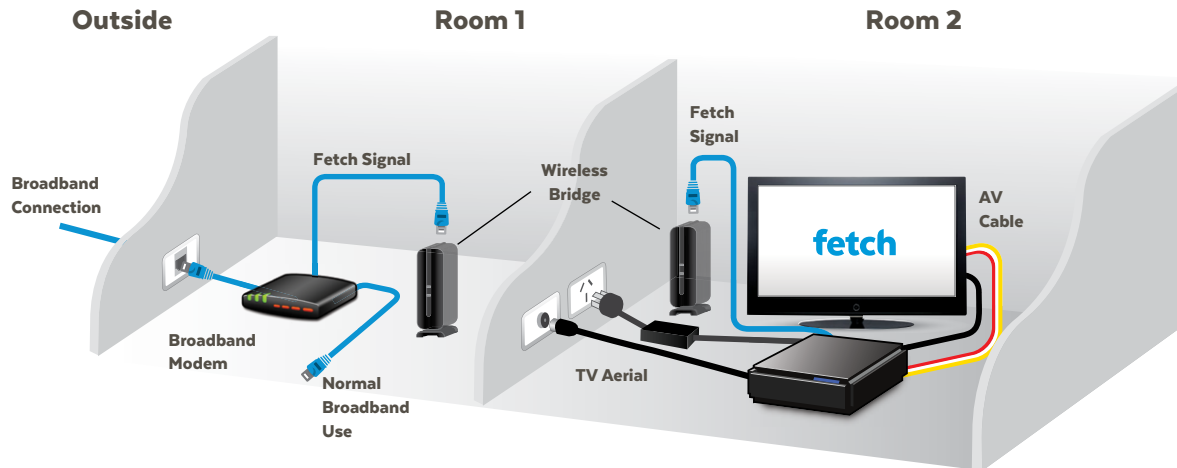 Outside
Room 1
Room 2
Fetch
Signal
Fetch Signal
Wireless
Bridge
Broadband
Connection
AV
Cable
fetch
Broadband
Modem
TV Aerial
Normal
Broadband
Use